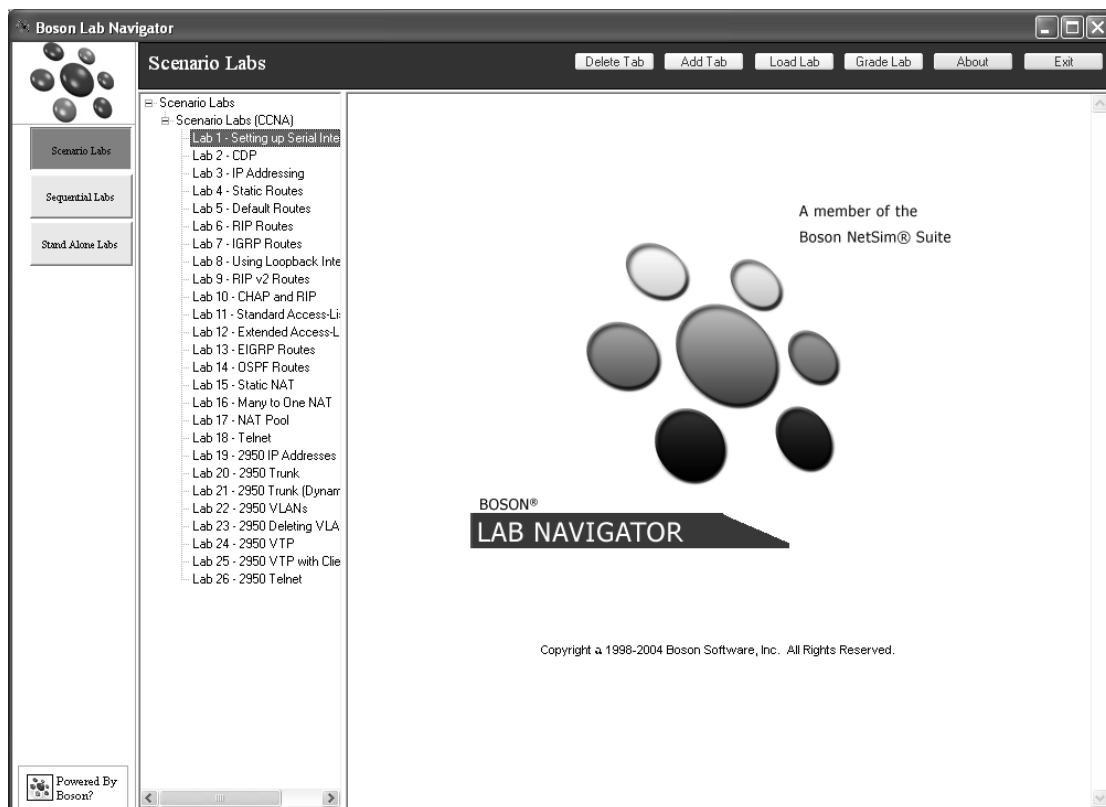 Boson Lab Navigator
Scenario Labs
Delete Tab
Add Tab
Load Lab
Grade Lab
About
Exit
Scenario Labs
Sequential Labs
Stand Alone Labs
Scenario Labs
Scenario Labs (CCNA)
Lab 1 - Setting up Serial Inte
Lab 2 - CDP
Lab 3 - IP Addressing
Lab 4 - Static Routes
Lab 5 - Default Routes
Lab 6 - RIP Routes
Lab 7 - IGRP Routes
Lab 8 - Using Loopback Inte
Lab 9 - RIP v2 Routes
Lab 10 - CHAP and RIP
Lab 11 - Standard Access-Li
Lab 12 - Extended Access-L
Lab 13 - EIGRP Routes
Lab 14 - OSPF Routes
Lab 15 - Static NAT
Lab 16 - Many to One NAT
Lab 17 - NAT Pool
Lab 18 - Telnet
Lab 19 - 2950 IP Addresses
Lab 20 - 2950 Trunk
Lab 21 - 2950 Trunk (Dynam
Lab 22 - 2950 VLANs
Lab 23 - 2950 Deleting VLA
Lab 24 - 2950 VTP
Lab 25 - 2950 VTP with Clie
Lab 26 - 2950 Telnet
A member of the
Boson NetSim® Suite
BOSON®
LAB NAVIGATOR
Copyright a 1998-2004 Boson Software, Inc. All Rights Reserved.
Powered By
Boson?